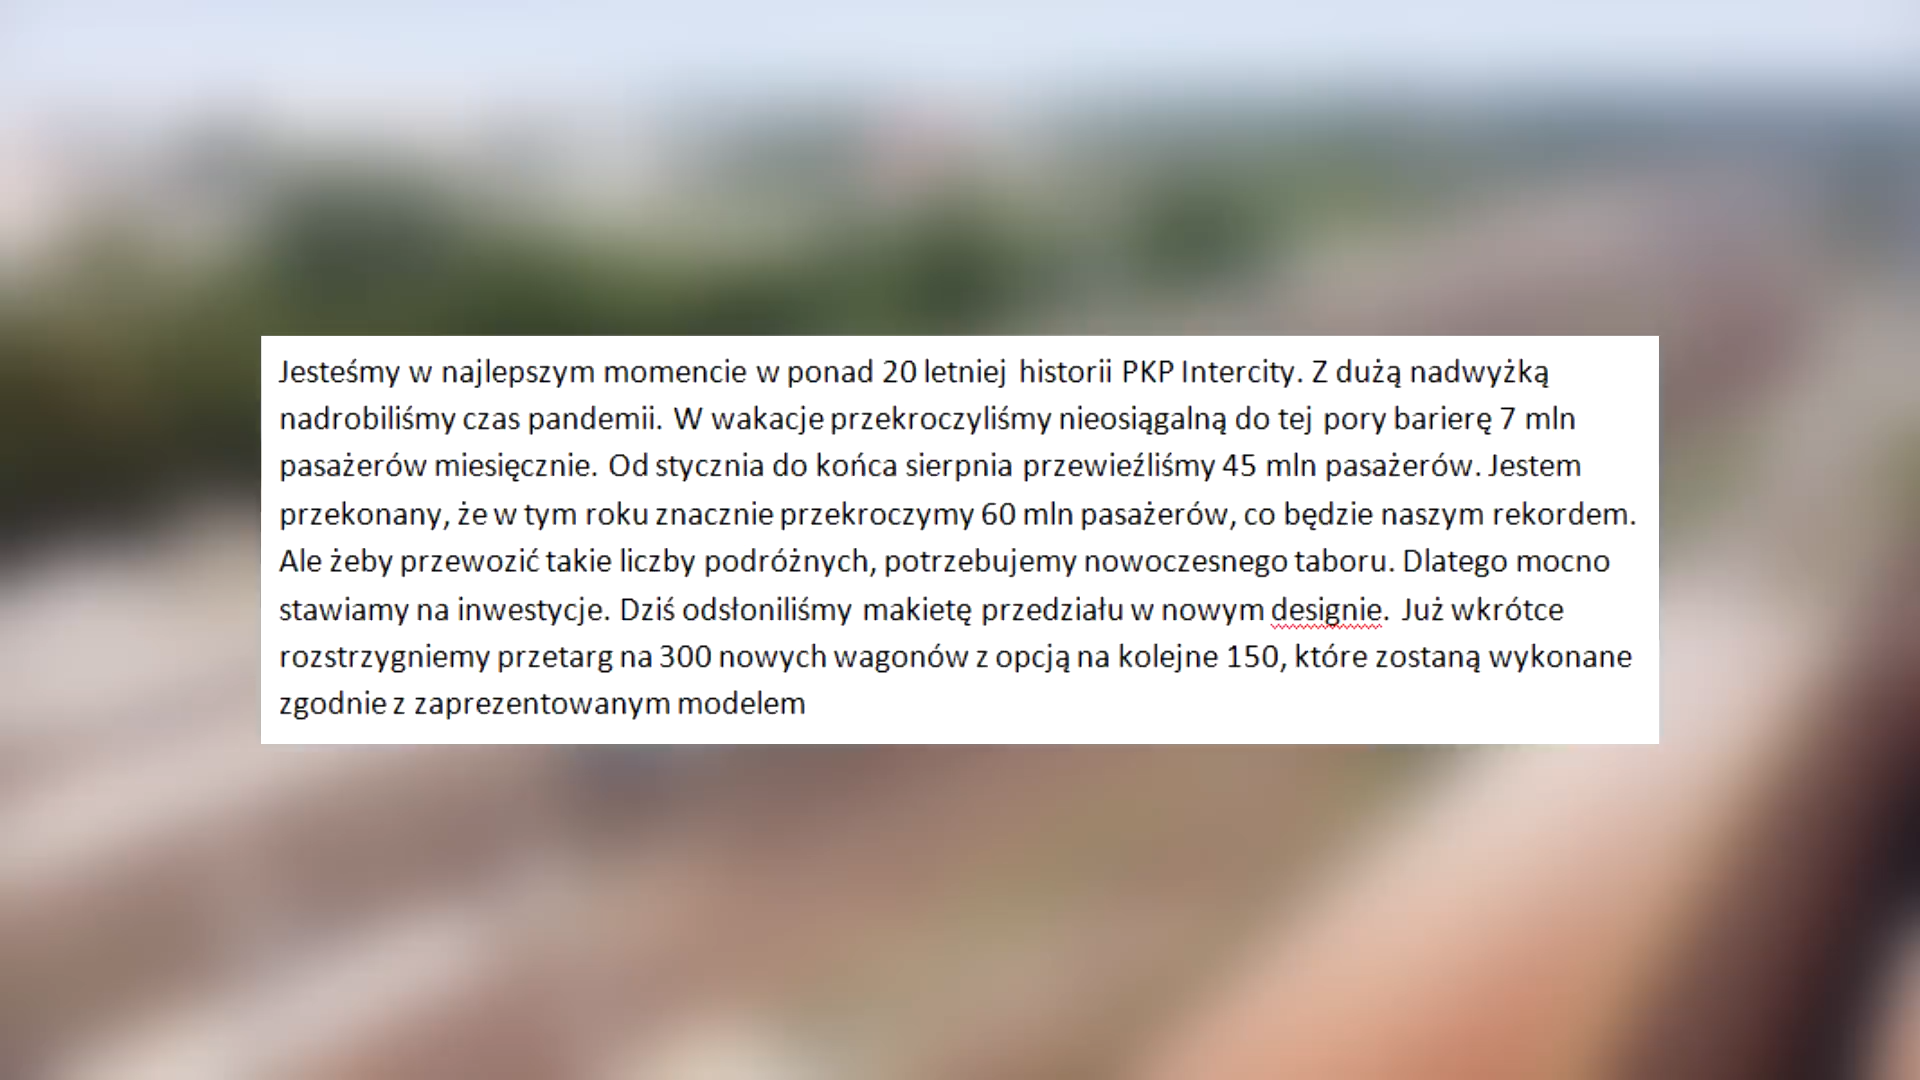 Jesteśmy w najlepszym momencie w ponad 20 letniej historii PKP Intercity. Z dużą nadwyżką
nadrobiliśmy czas pandemii. W wakacje przekroczyliśmy nieosiągalną do tej pory barierę 7 mln
pasażerów miesięcznie. Od stycznia do końca sierpnia przewieźliśmy 45 mln pasażerów. Jestem
przekonany, że w tym roku znacznie przekroczymy 60 mln pasażerów, co będzie naszym rekordem.
Ale żeby przewozić takie liczby podróżnych, potrzebujemy nowoczesnego taboru. Dlatego mocno
stawiamy na inwestycje. Dziś odsłoniliśmy makietę przedziału w nowym designie. Już wkrótce
rozstrzygniemy przetarg na 300 nowych wagonów z opcją na kolejne 150, które zostaną wykonane
zgodnie z zaprezentowanym modelem